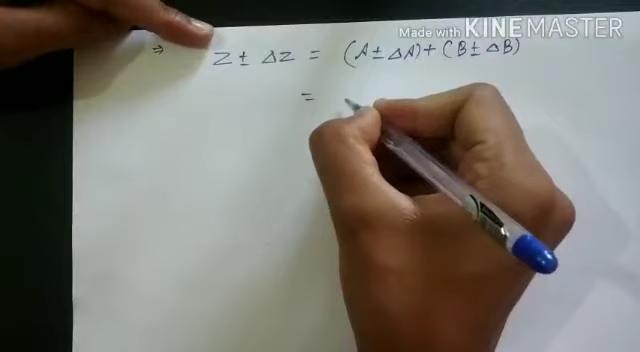 Made with KINEMASTER
⇒ Z ± ΔZ = (A ± ΔA) + (B ± ΔB)
=